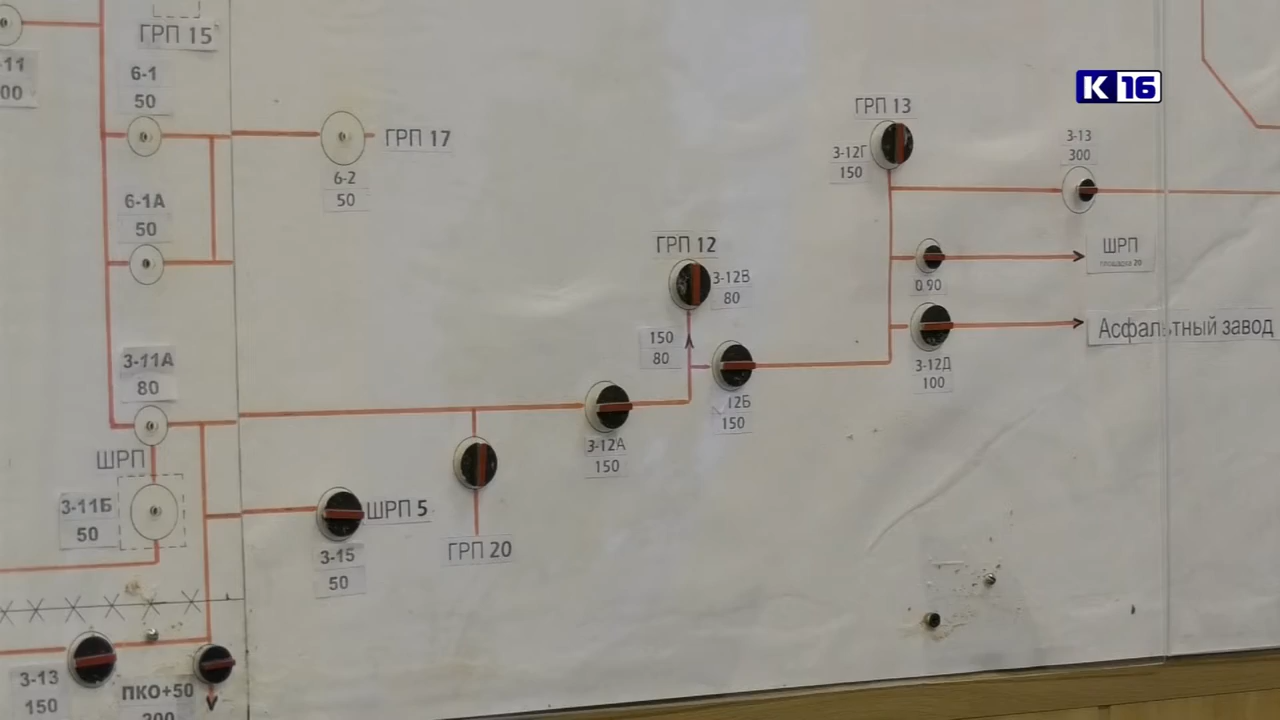 ГРП 15
К 16
-11
00
6-1
50
ГРП 17
6-2
50
6-1А
50
ГРП 13
3-12Г
150
3-13
300
ГРП 12
3-12В
80
150
80
ШРП
площадка 20
0.90
Асфальтный завод
3-12Д
100
3-11А
80
12Б
150
3-12А
150
ШРП
3-11Б
50
ШРП 5
3-15
50
ГРП 20
3-13
150
ПКО+50
200